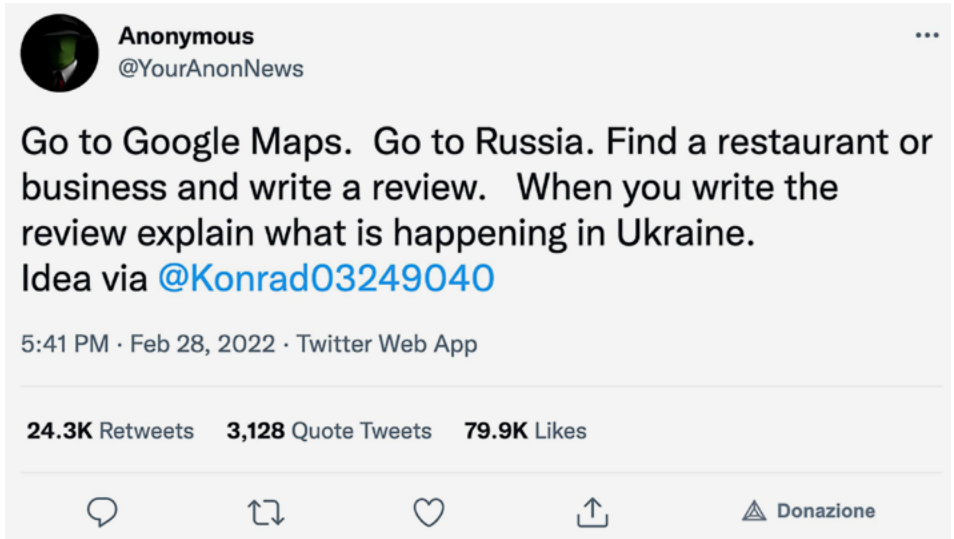 Anonymous
@YourAnonNews
Go to Google Maps.  Go to Russia. Find a restaurant or
business and write a review.   When you write the
review explain what is happening in Ukraine.
Idea via @Konrad03249040
5:41 PM · Feb 28, 2022 · Twitter Web App
24.3K Retweets 3,128 Quote Tweets 79.9K Likes
Donazione